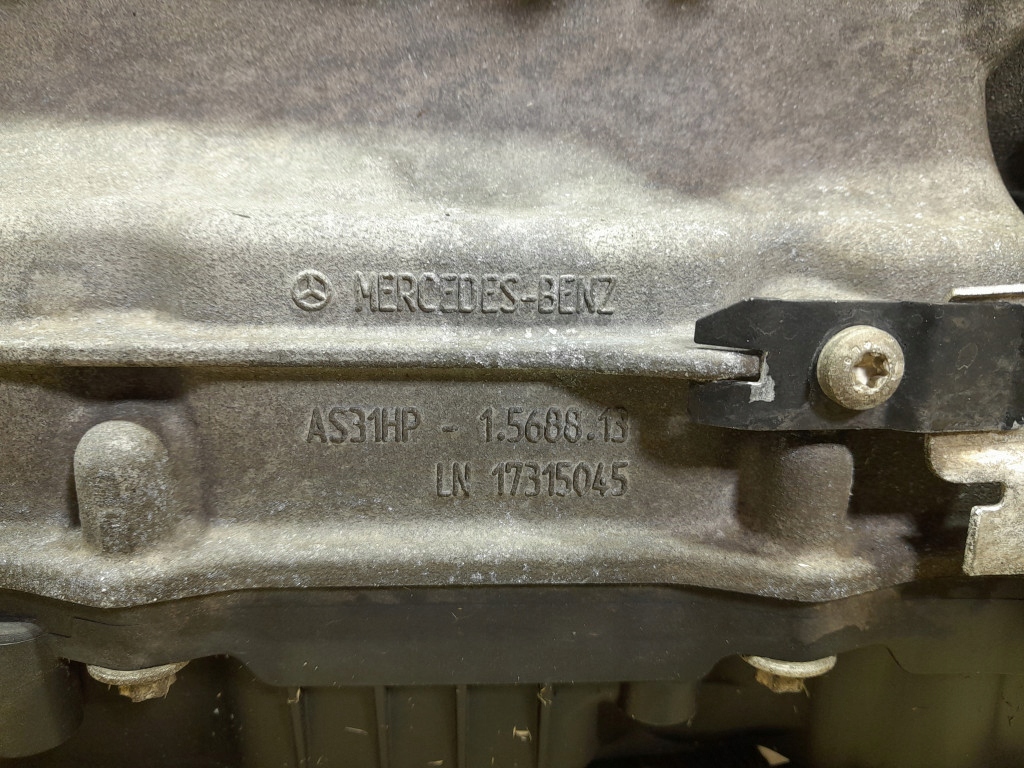 MERCEDES-BENZ
AS31HP - 1.5688.13
LN 17315045